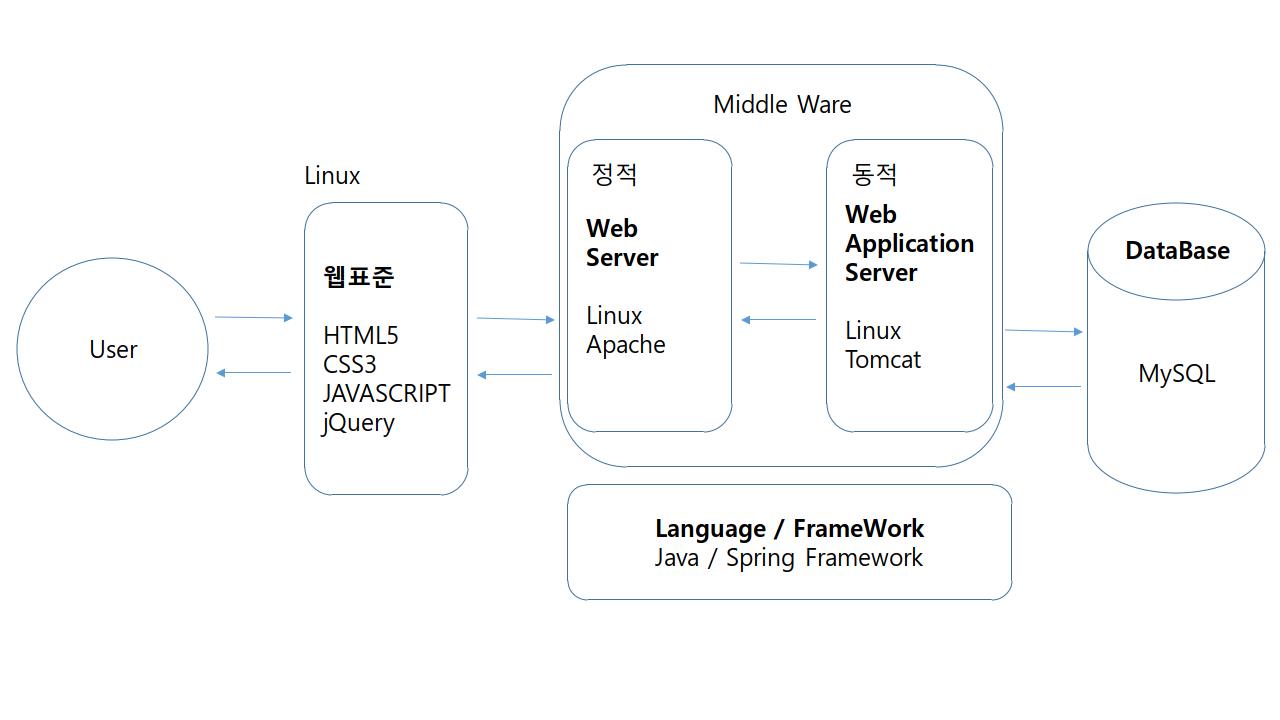 User
Linux
웹표준
HTML5
CSS3
JAVASCRIPT
jQuery
Middle Ware
정적
Web
Server
Linux
Apache
동적
Web
Application
Server
Linux
Tomcat
DataBase
MySQL
Language / FrameWork
Java / Spring Framework